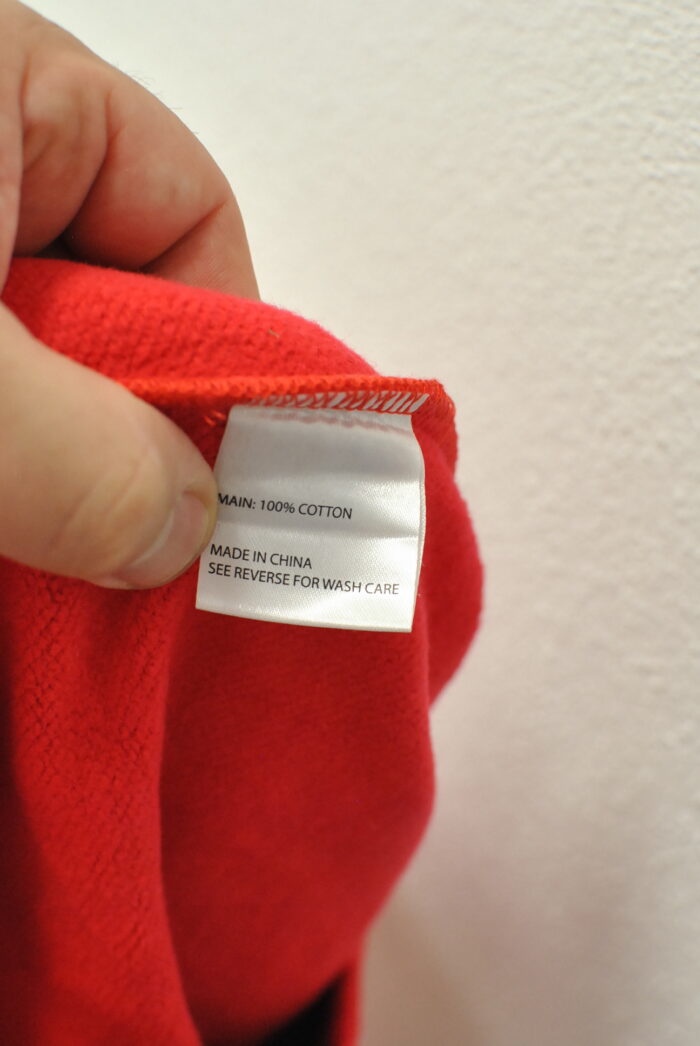 MAIN: 100% COTTON
MADE IN CHINA
SEE REVERSE FOR WASH CARE